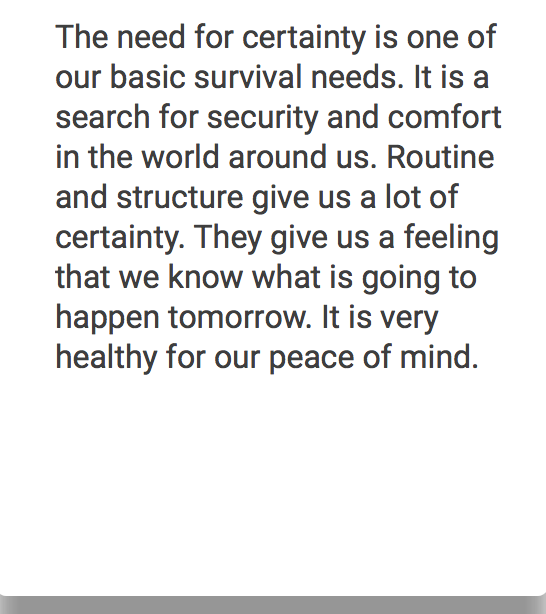 The need for certainty is one of
our basic survival needs. It is a
search for security and comfort
in the world around us. Routine
and structure give us a lot of
certainty. They give us a feeling
that we know what is going to
happen tomorrow. It is very
healthy for our peace of mind.